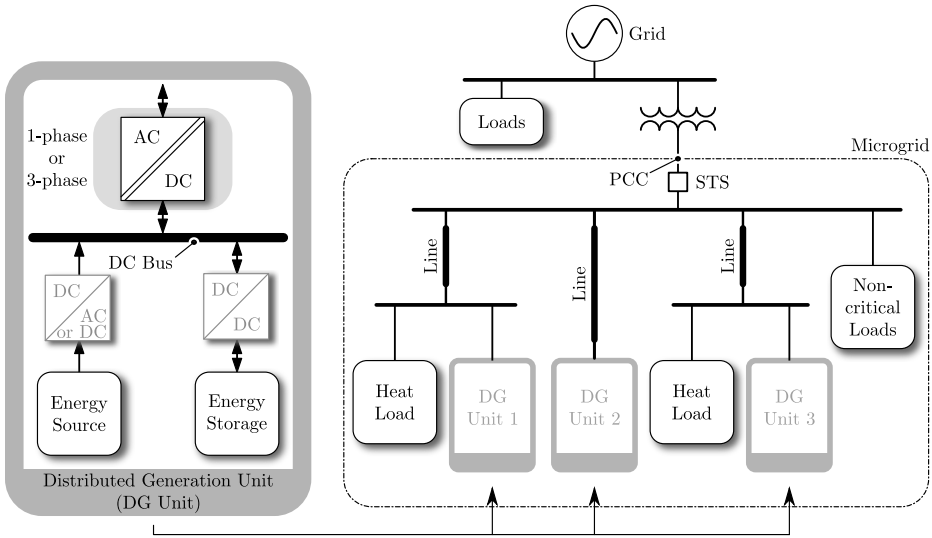 Grid
Loads
Microgrid
PCC
STS
1-phase
or
3-phase
AC
DC
DC Bus
DC
AC
or DC
DC
DC
Energy
Source
Energy
Storage
Distributed Generation Unit
(DG Unit)
Line
Line
Line
Non-
critical
Loads
Heat
Load
DG
Unit 1
DG
Unit 2
Heat
Load
DG
Unit 3